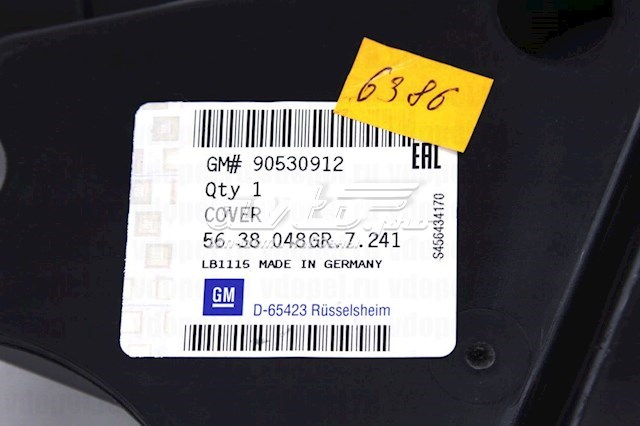 6386
GM# 90530912
EAC
Qty 1
COVER
56 38 048GR.7.241
LB1115 MADE IN GERMANY
GM
D-65423 Rüsselsheim
S456434170